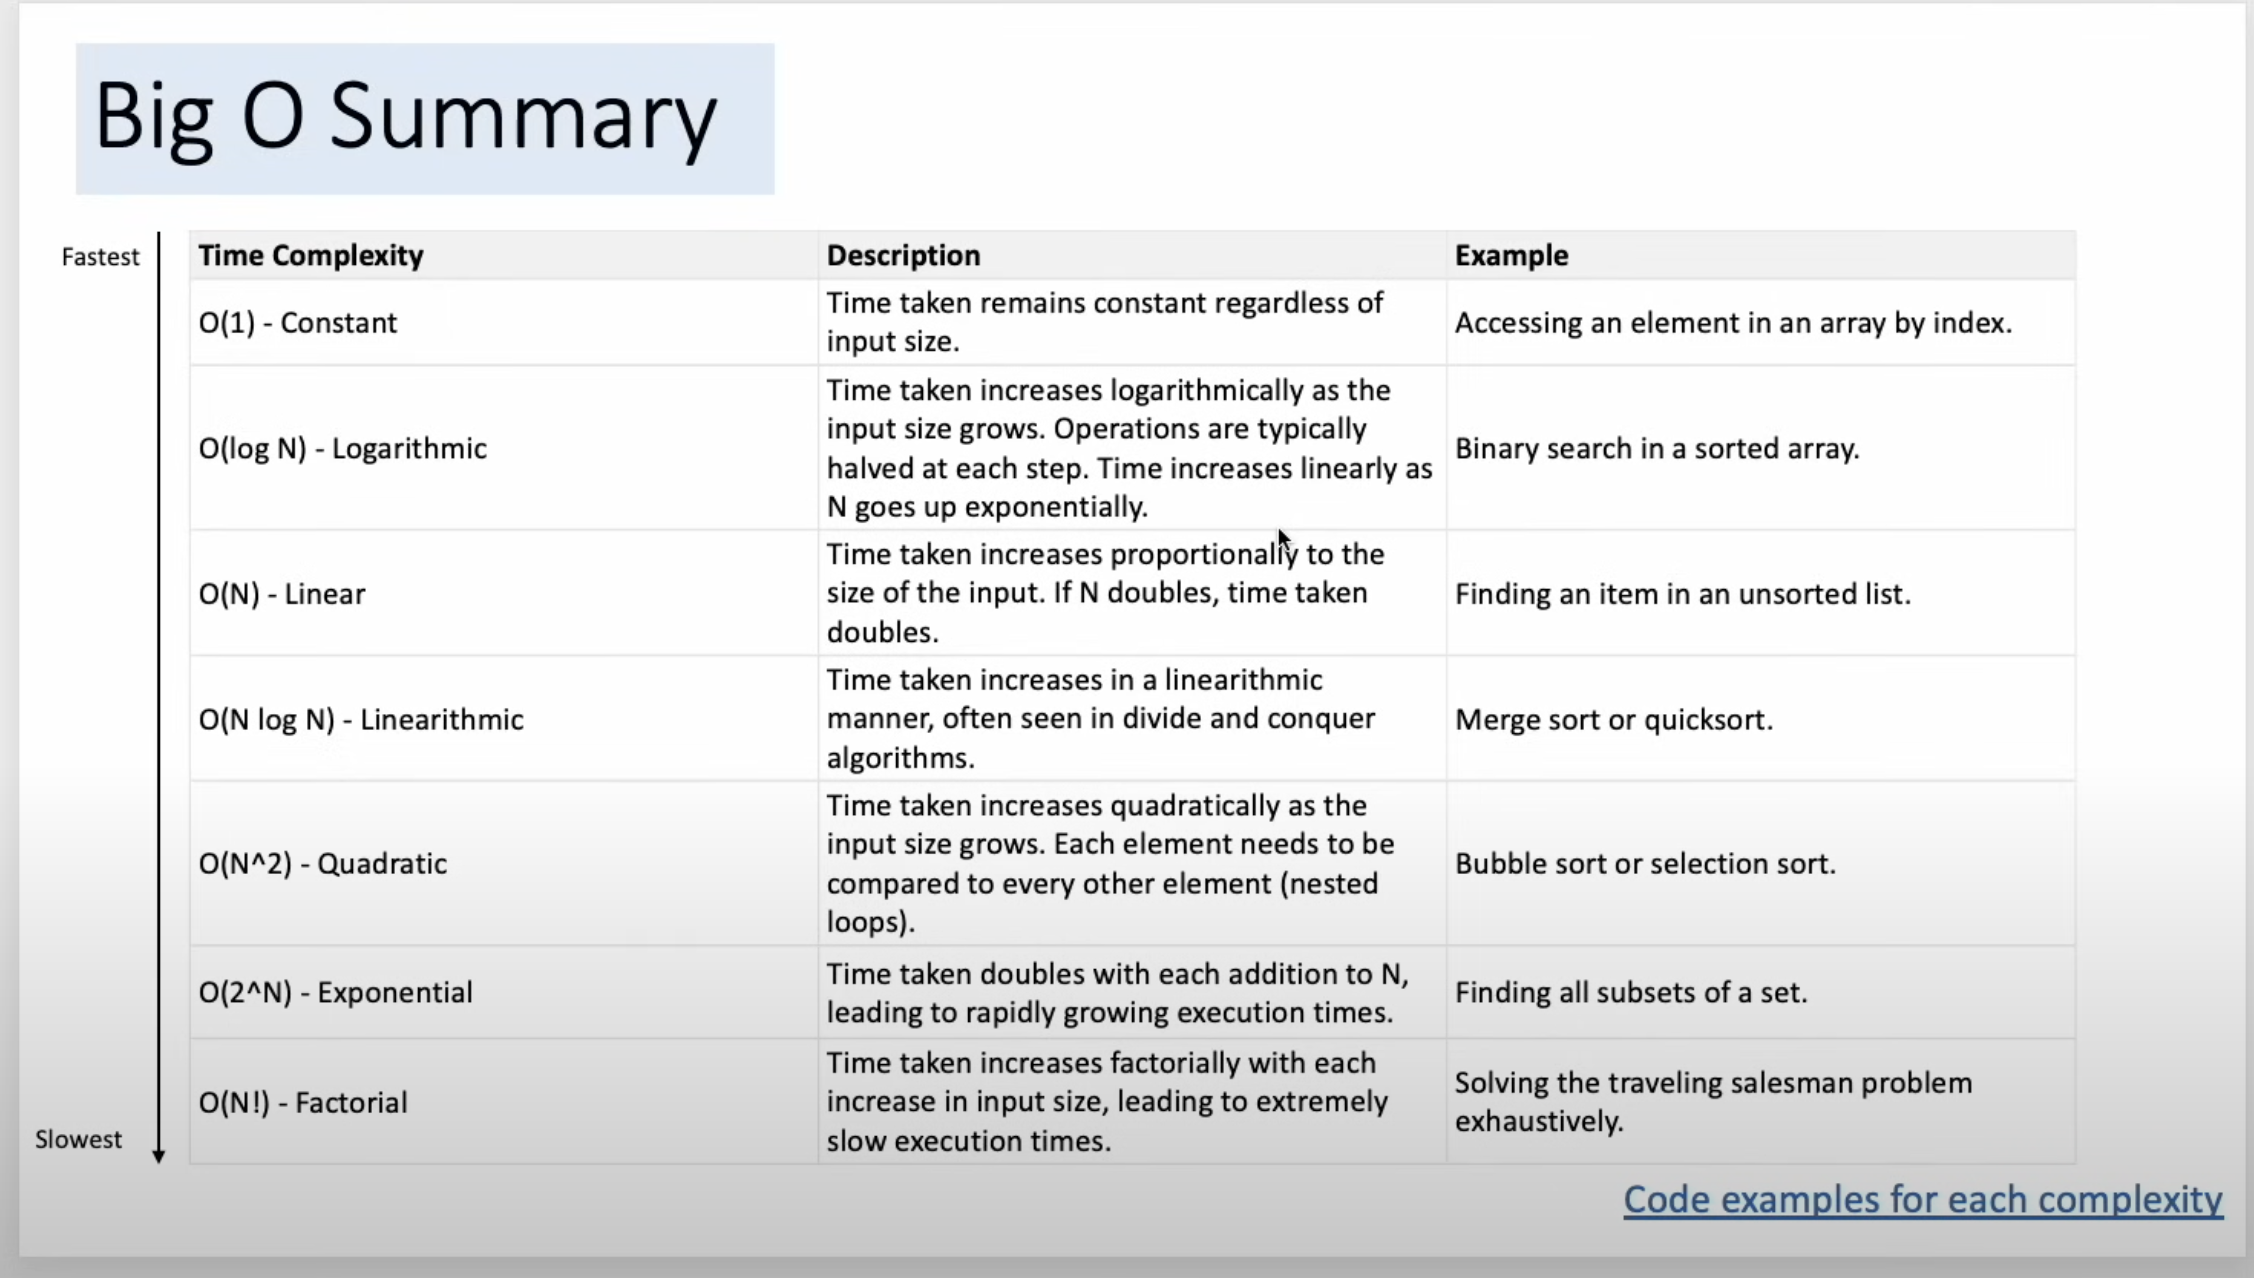 Big O Summary
Fastest
Time Complexity
Description
Example
O(1) - Constant
Time taken remains constant regardless of
input size.
Accessing an element in an array by index.
O(log N) - Logarithmic
Time taken increases logarithmically as the
input size grows. Operations are typically
halved at each step. Time increases linearly as
N goes up exponentially.
Binary search in a sorted array.
O(N) - Linear
Time taken increases proportionally to the
size of the input. If N doubles, time taken
doubles.
Finding an item in an unsorted list.
O(N log N) - Linearithmic
Time taken increases in a linearithmic
manner, often seen in divide and conquer
algorithms.
Merge sort or quicksort.
O(N^2) - Quadratic
Time taken increases quadratically as the
input size grows. Each element needs to be
compared to every other element (nested
loops).
Bubble sort or selection sort.
O(2^N) - Exponential
Time taken doubles with each addition to N,
leading to rapidly growing execution times.
Finding all subsets of a set.
O(N!) - Factorial
Time taken increases factorially with each
increase in input size, leading to extremely
slow execution times.
Solving the traveling salesman problem
exhaustively.
Slowest
Code examples for each complexity